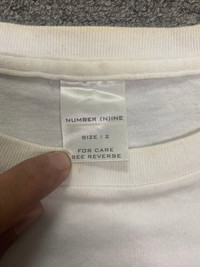 NUMBER (N)INE
SIZE : 2
FOR CARE
SEE REVERSE